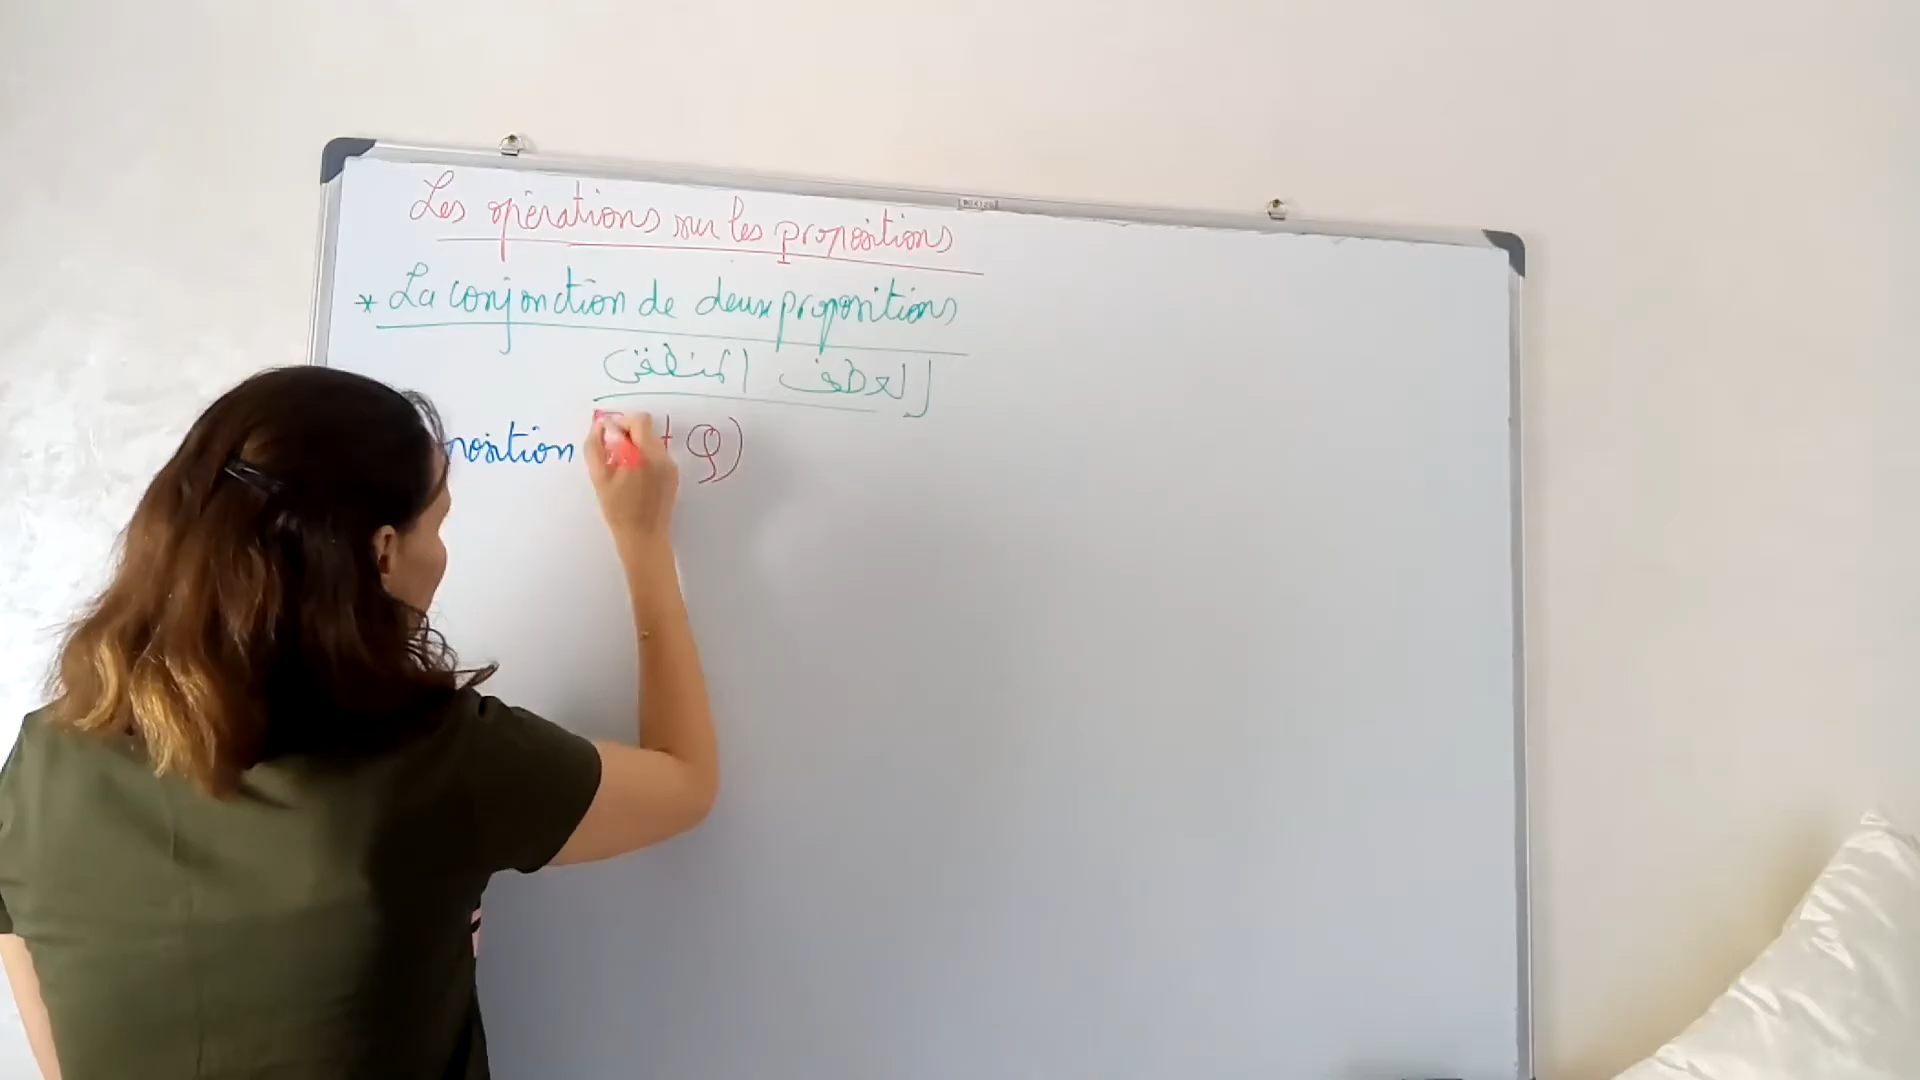 Les opérations sur les propositions
* La conjonction de deux propositions
العطف المنطقي
position Q)